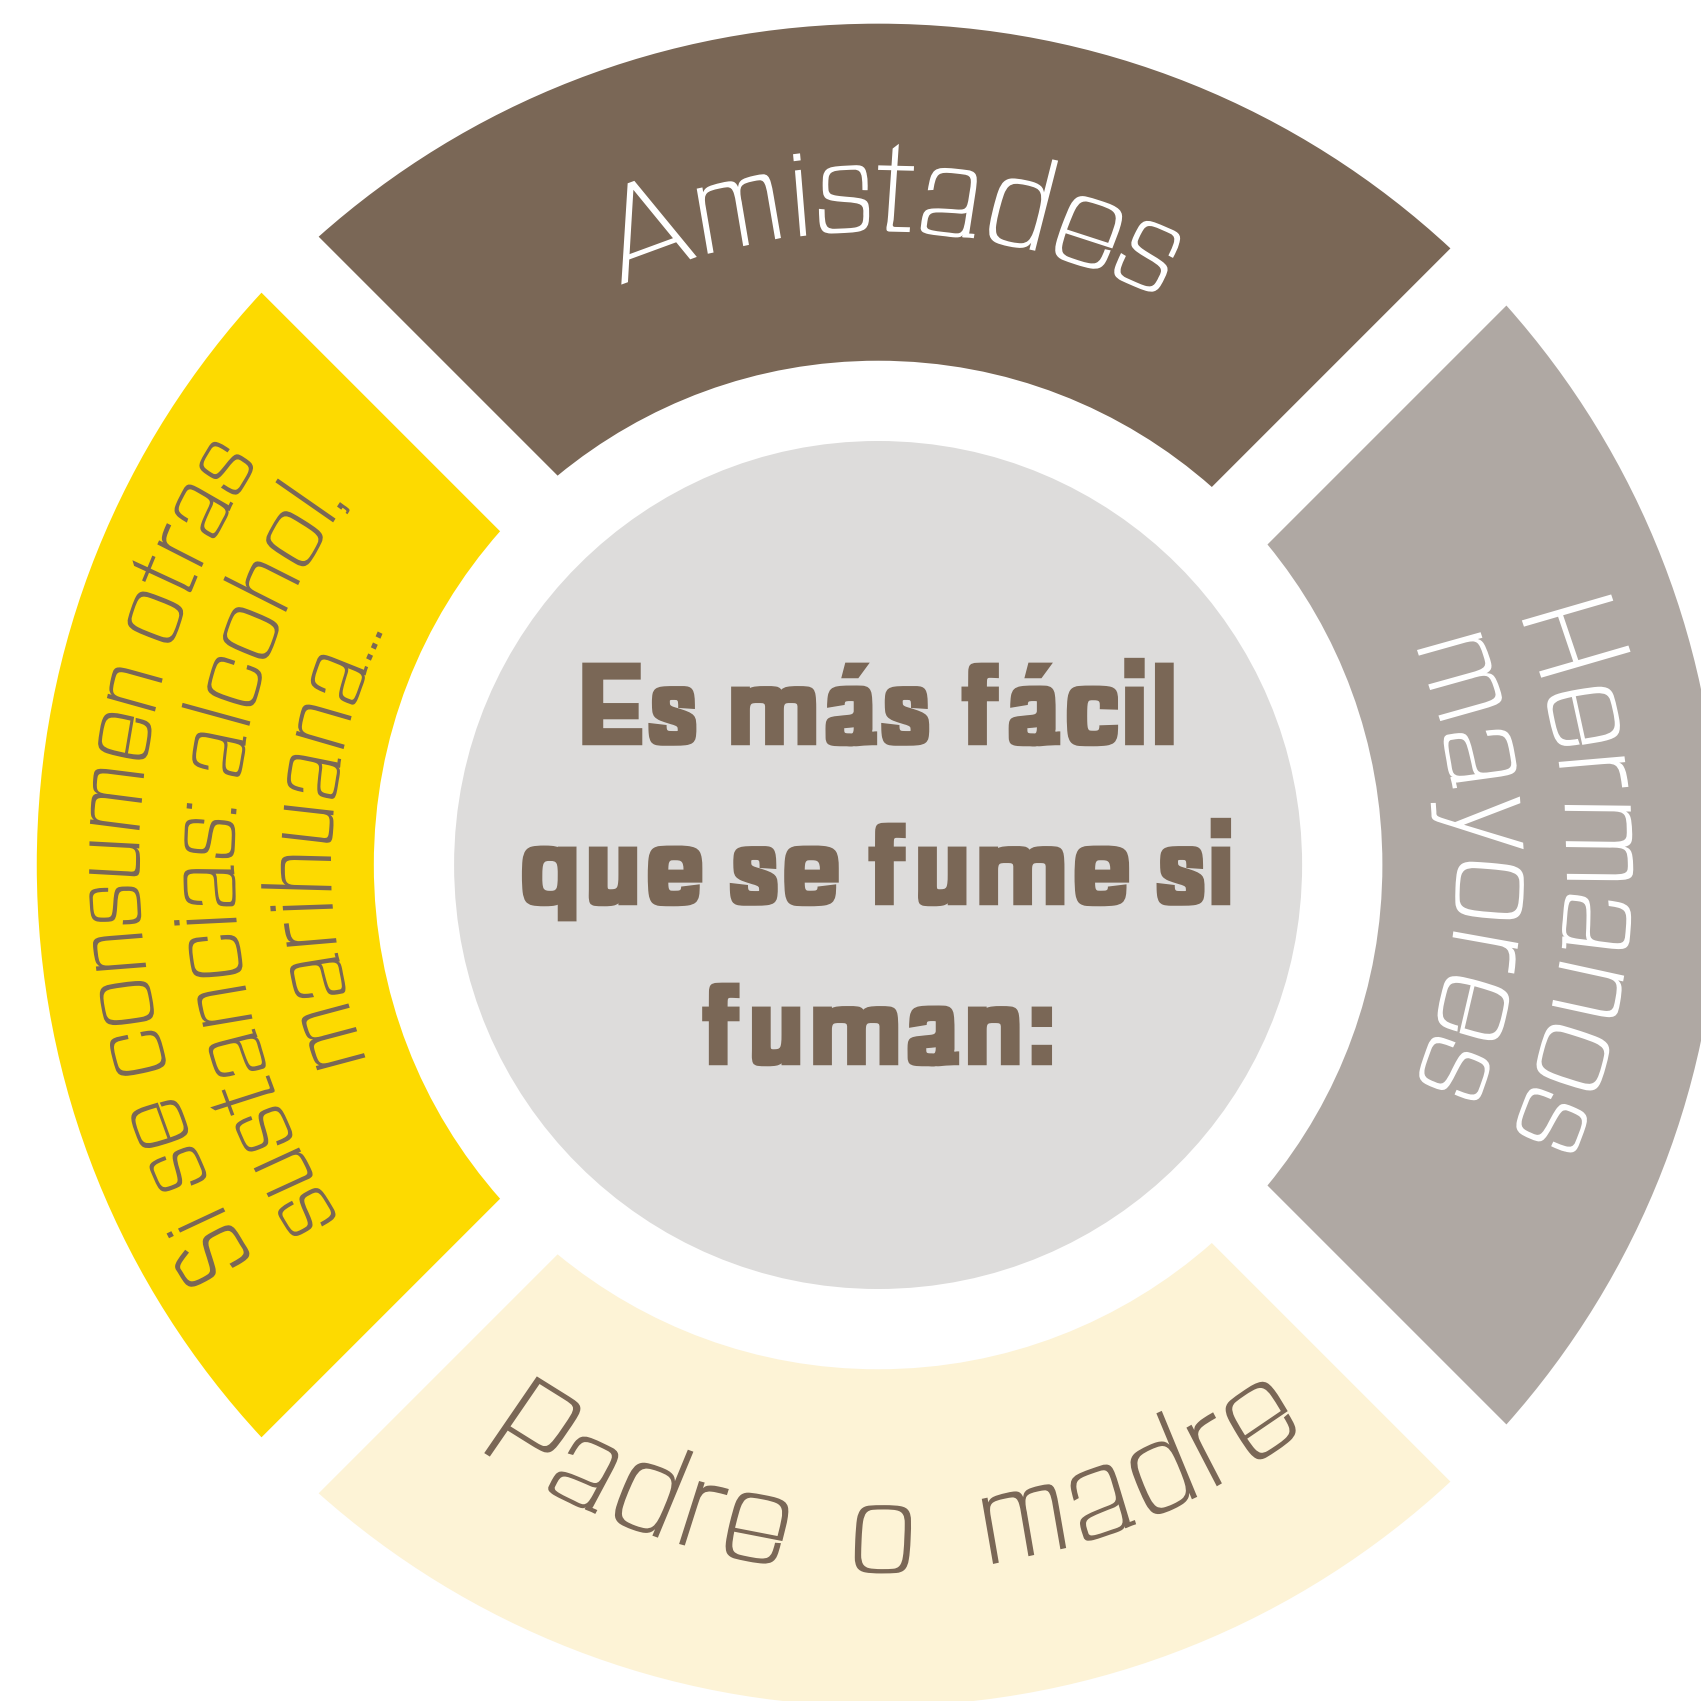 Amistades
Es más fácil
que se fume si
fuman:
Hermanos
mayores
Padre o madre
Si se consumen otras
sustancias: alcohol,
marihuana...